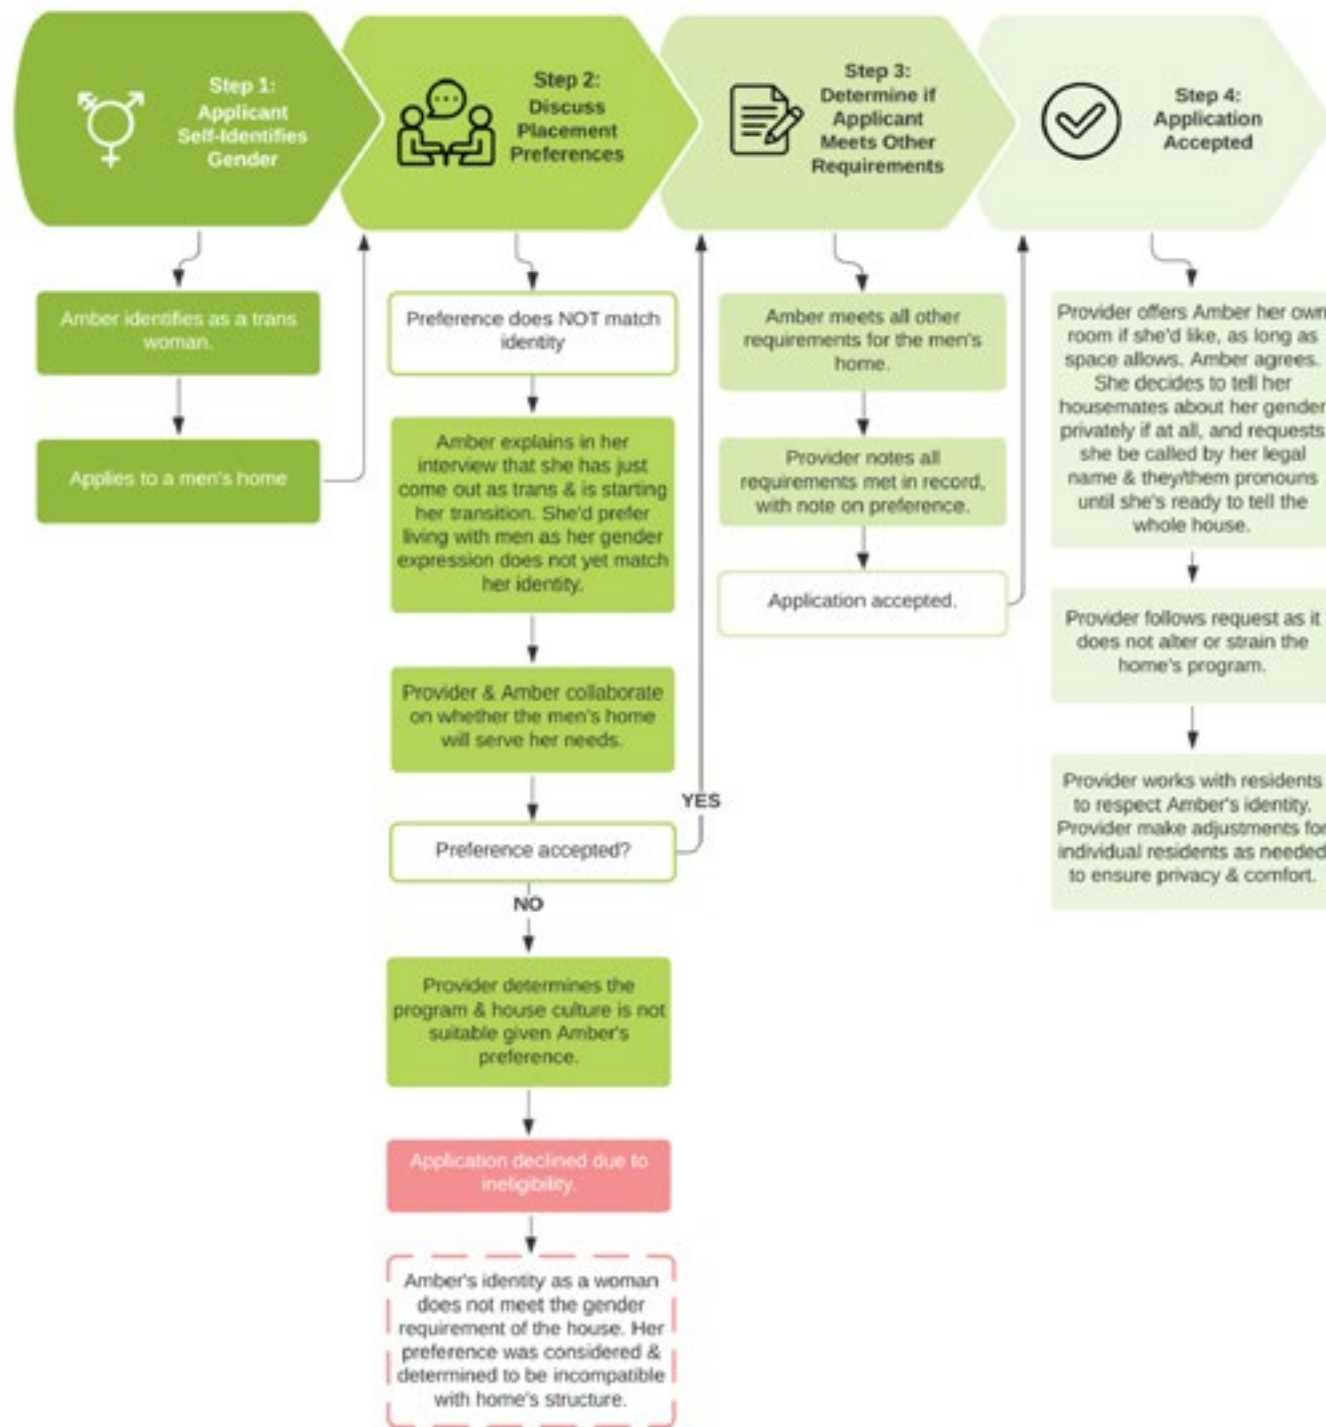 Step 1:
Applicant
Self-Identifies
Gender
Step 2:
Discuss
Placement
Preferences
Step 3:
Determine if
Applicant
Meets Other
Requirements
Step 4:
Application
Accepted
Amber identifies as a trans
woman.
Applies to a men's home
Preference does NOT match
identity
Amber explains in her
interview that she has just
come out as trans & is starting
her transition. She'd prefer
living with men as her gender
expression does not yet match
her identity.
Provider & Amber collaborate
on whether the men's home
will serve her needs.
Preference accepted?
YES
NO
Provider determines the
program & house culture is not
suitable given Amber's
preference.
Application declined due to
ineligibility.
Amber's identity as a woman
does not meet the gender
requirement of the house. Her
preference was considered &
determined to be incompatible
with home's structure.
Amber meets all other
requirements for the men's
home.
Provider notes all
requirements met in record,
with note on preference.
Application accepted.
Provider offers Amber her own
room if she'd like, as long as
space allows. Amber agrees.
She decides to tell her
housemates about her gender
privately if at all, and requests
she be called by her legal
name & they/them pronouns
until she's ready to tell the
whole house.
Provider follows request as it
does not alter or strain the
home's program.
Provider works with residents
to respect Amber's identity.
Provider make adjustments for
individual residents as needed
to ensure privacy & comfort.